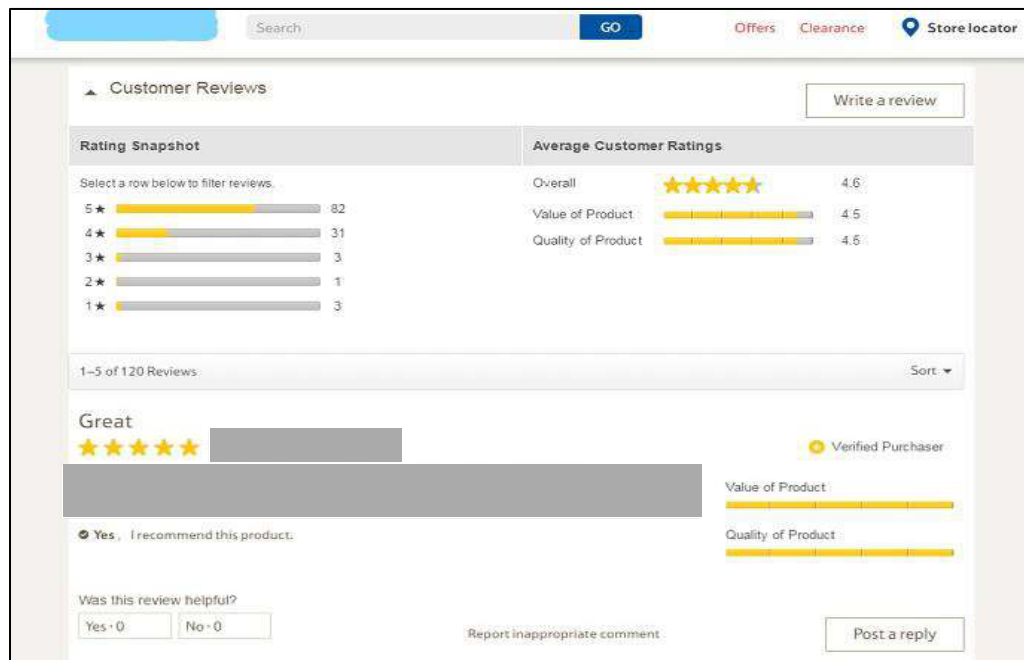 Search GO Offers Clearance Store locator
Customer Reviews
Write a review
Rating Snapshot
Average Customer Ratings
Select a row below to filter reviews.
Overall 4.6
5★ 82
Value of Product 4.5
4★ 31
Quality of Product 4.5
3★ 3
2★ 1
1★ 3
1–5 of 120 Reviews
Sort
Great
Verified Purchaser
Value of Product
Yes, I recommend this product.
Quality of Product
Was this review helpful?
Yes · 0 No · 0
Report inappropriate comment
Post a reply